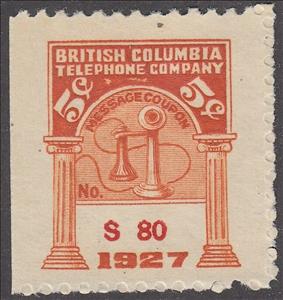 BRITISH COLUMBIA
TELEPHONE COMPANY
5¢ 5¢
MESSAGE COUPON
No.
S 80
1927